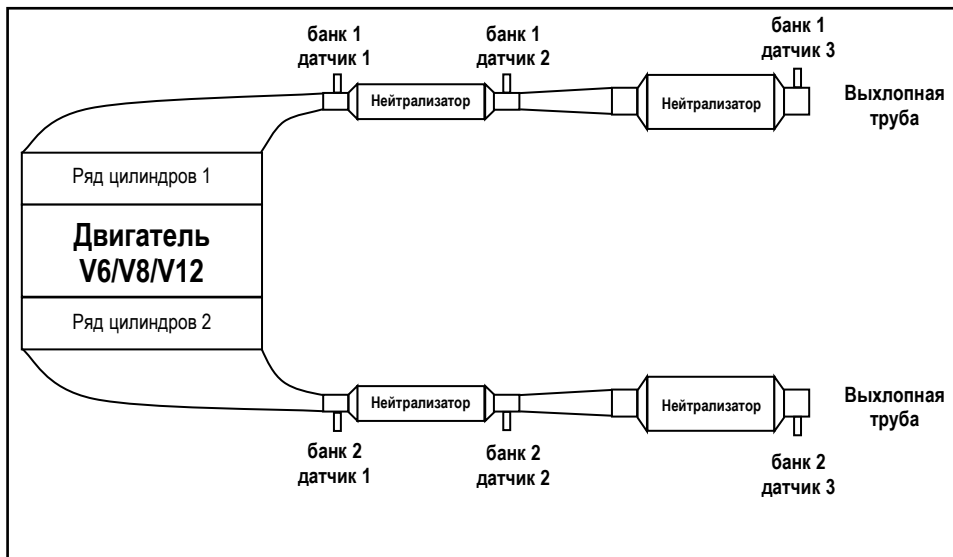 банк 1
датчик 1
банк 1
датчик 2
банк 1
датчик 3
Нейтрализатор
Нейтрализатор
Выхлопная
труба
Ряд цилиндров 1
Двигатель
V6/V8/V12
Ряд цилиндров 2
Нейтрализатор
Нейтрализатор
Выхлопная
труба
банк 2
датчик 1
банк 2
датчик 2
банк 2
датчик 3